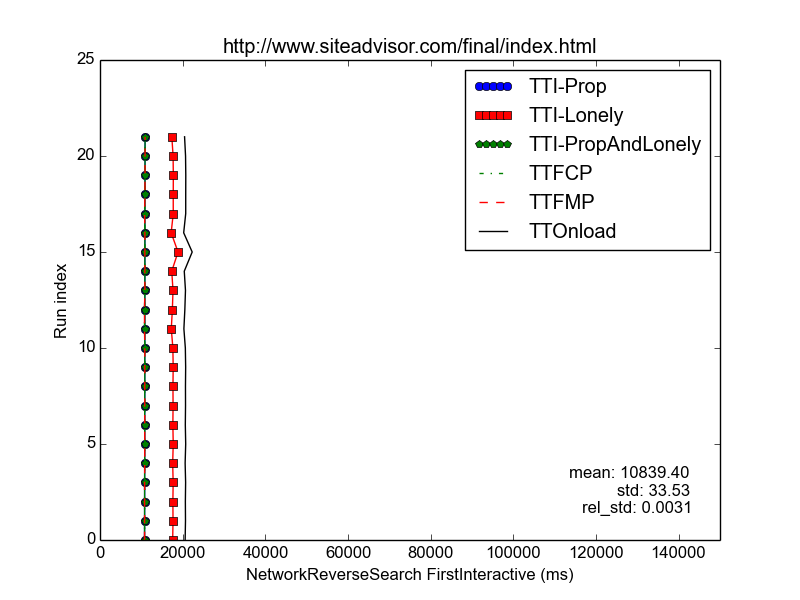 http://www.siteadvisor.com/final/index.html
25
20
15
10
5
0
Run index
TTI-Prop
TTI-Lonely
TTI-PropAndLonely
TTFCP
TTFMP
TTOnload
mean: 10839.40
std: 33.53
rel_std: 0.0031
0 20000 40000 60000 80000 100000 120000 140000
NetworkReverseSearch FirstInteractive (ms)